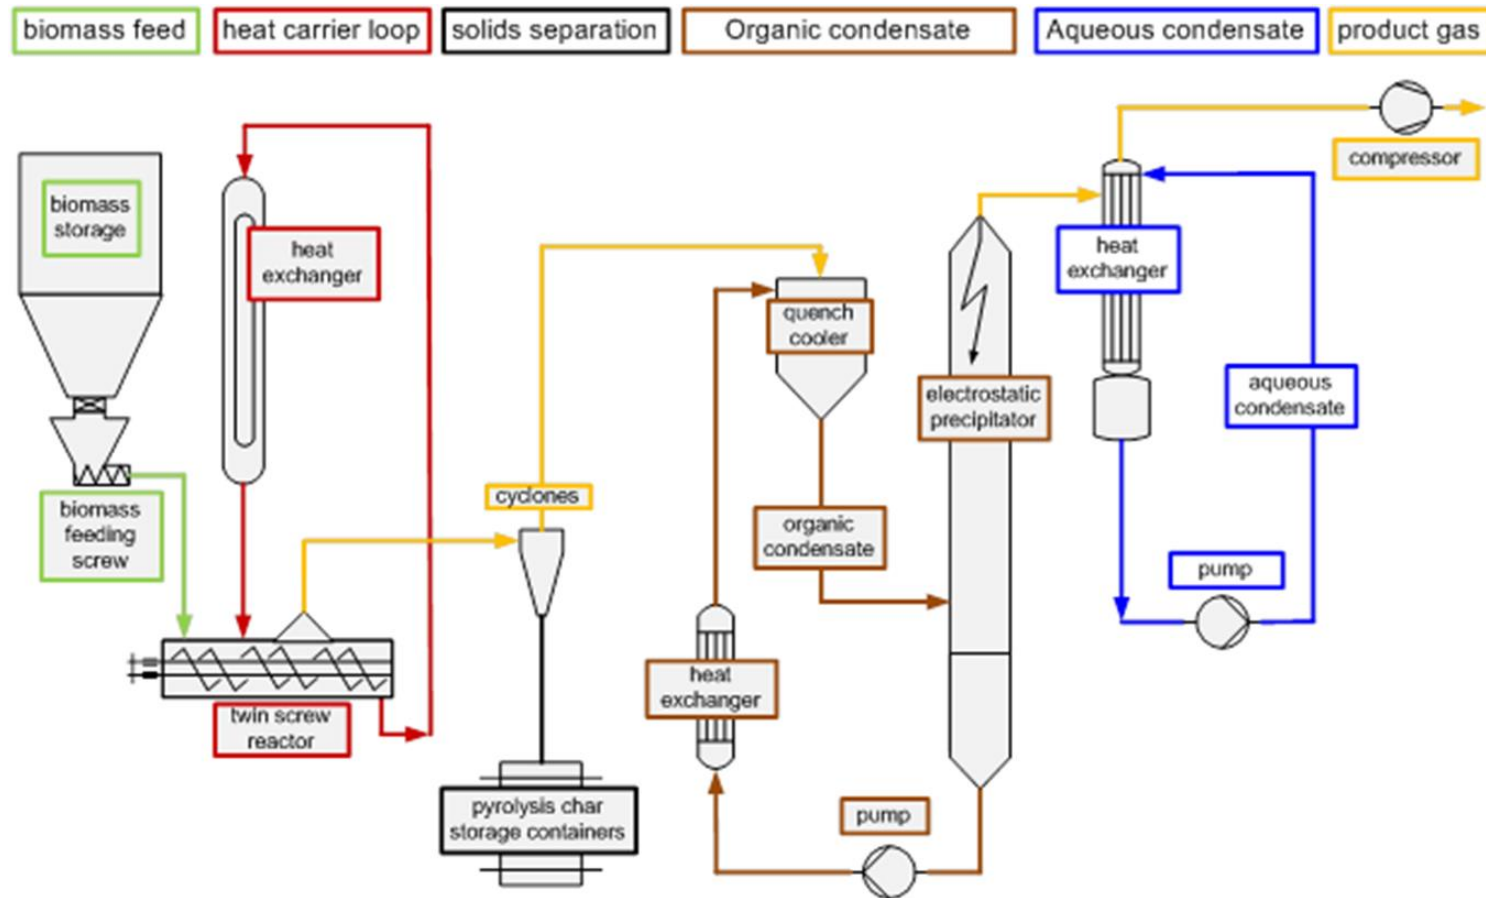 biomass feed
heat carrier loop
solids separation
Organic condensate
Aqueous condensate
product gas
compressor
biomass
storage
heat
exchanger
heat
exchanger
quench
cooler
electrostatic
precipitator
aqueous
condensate
cyclones
biomass
feeding
screw
organic
condensate
pump
heat
exchanger
twin screw
reactor
pyrolysis char
storage containers
pump